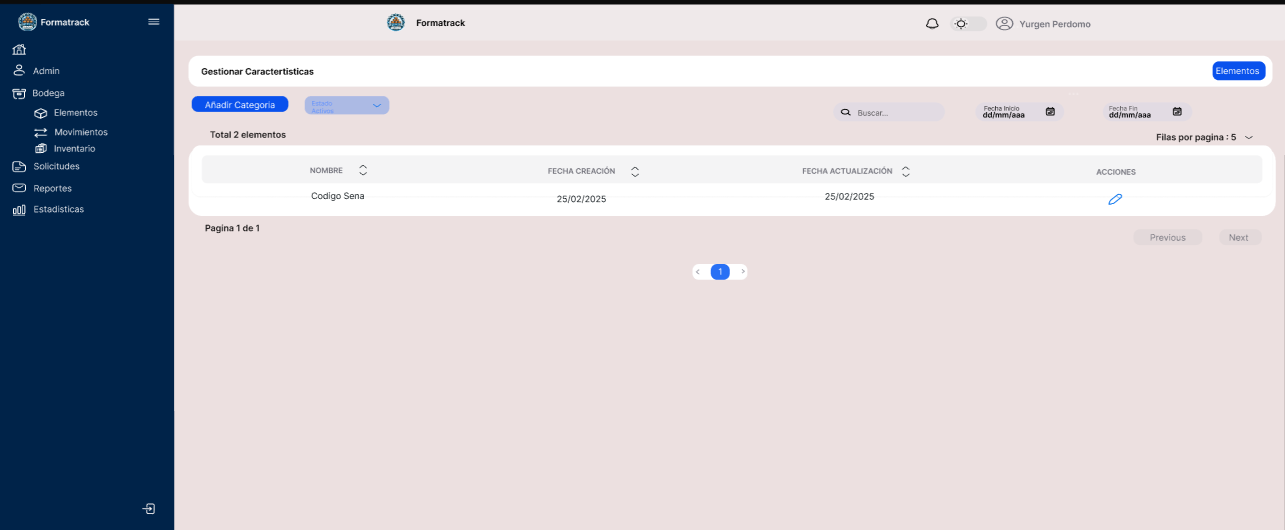 Formatrack
Formatrack
Yurgen Perdomo
Admin
Bodega
Elementos
Movimientos
Inventario
Solicitudes
Reportes
Estadisticas
Gestionar Caractertisticas
Elementos
Añadir Categoria
Estado
Activos
Buscar...
Fecha Inicio
dd/mm/aaa
Fecha Fin
dd/mm/aaa
Total 2 elementos
Filas por pagina : 5
NOMBRE FECHA CREACIÓN FECHA ACTUALIZACIÓN ACCIONES
Codigo Sena 25/02/2025 25/02/2025
Pagina 1 de 1
Previous Next
< 1 >